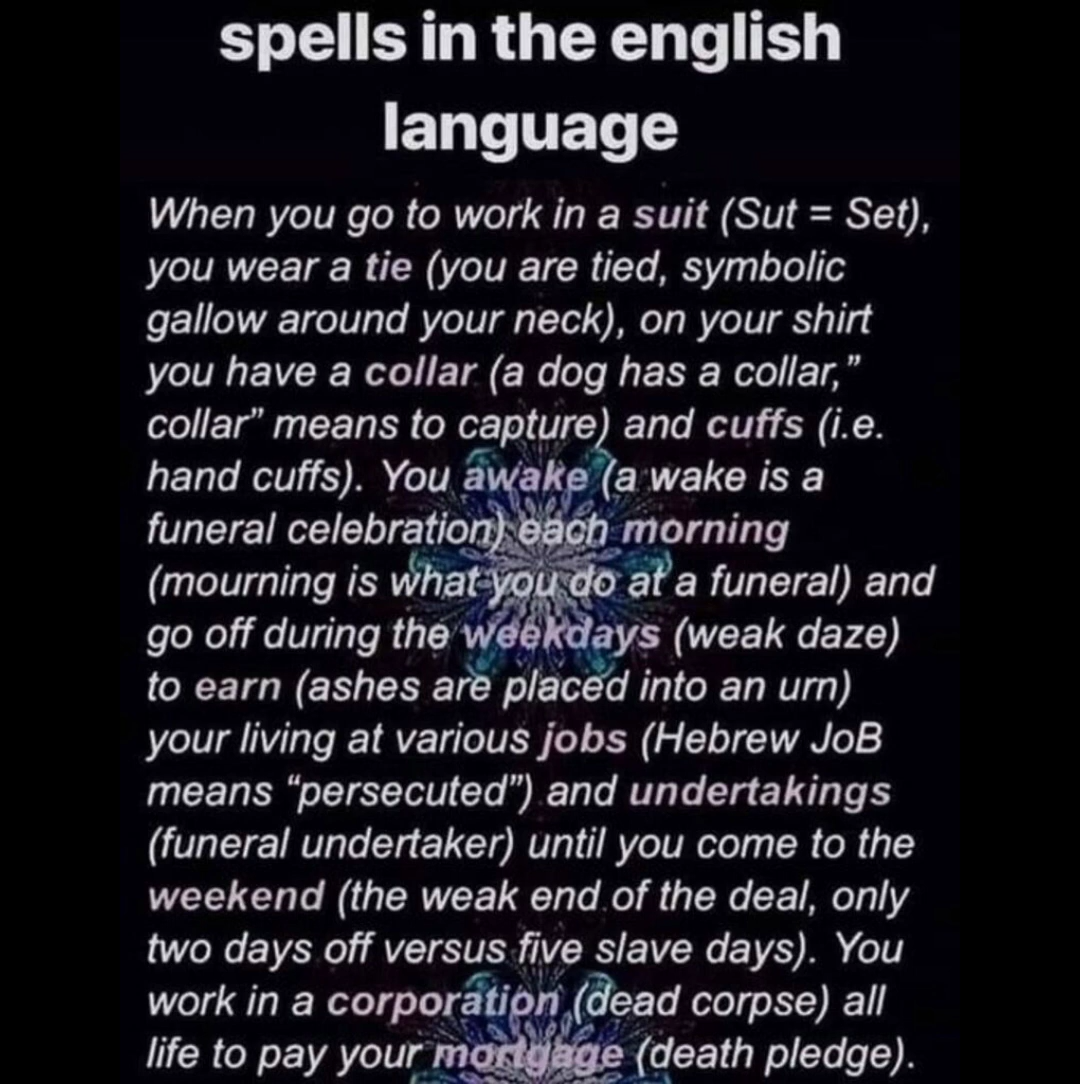 spells in the english
language
When you go to work in a suit (Sut = Set),
you wear a tie (you are tied, symbolic
gallow around your neck), on your shirt
you have a collar (a dog has a collar,”
collar” means to capture) and cuffs (i.e.
hand cuffs). You awake (a wake is a
funeral celebration) each morning
(mourning is what you do at a funeral) and
go off during the weekdays (weak daze)
to earn (ashes are placed into an urn)
your living at various jobs (Hebrew JoB
means “persecuted”) and undertakings
(funeral undertaker) until you come to the
weekend (the weak end of the deal, only
two days off versus five slave days). You
work in a corporation (dead corpse) all
life to pay your mortgage (death pledge).